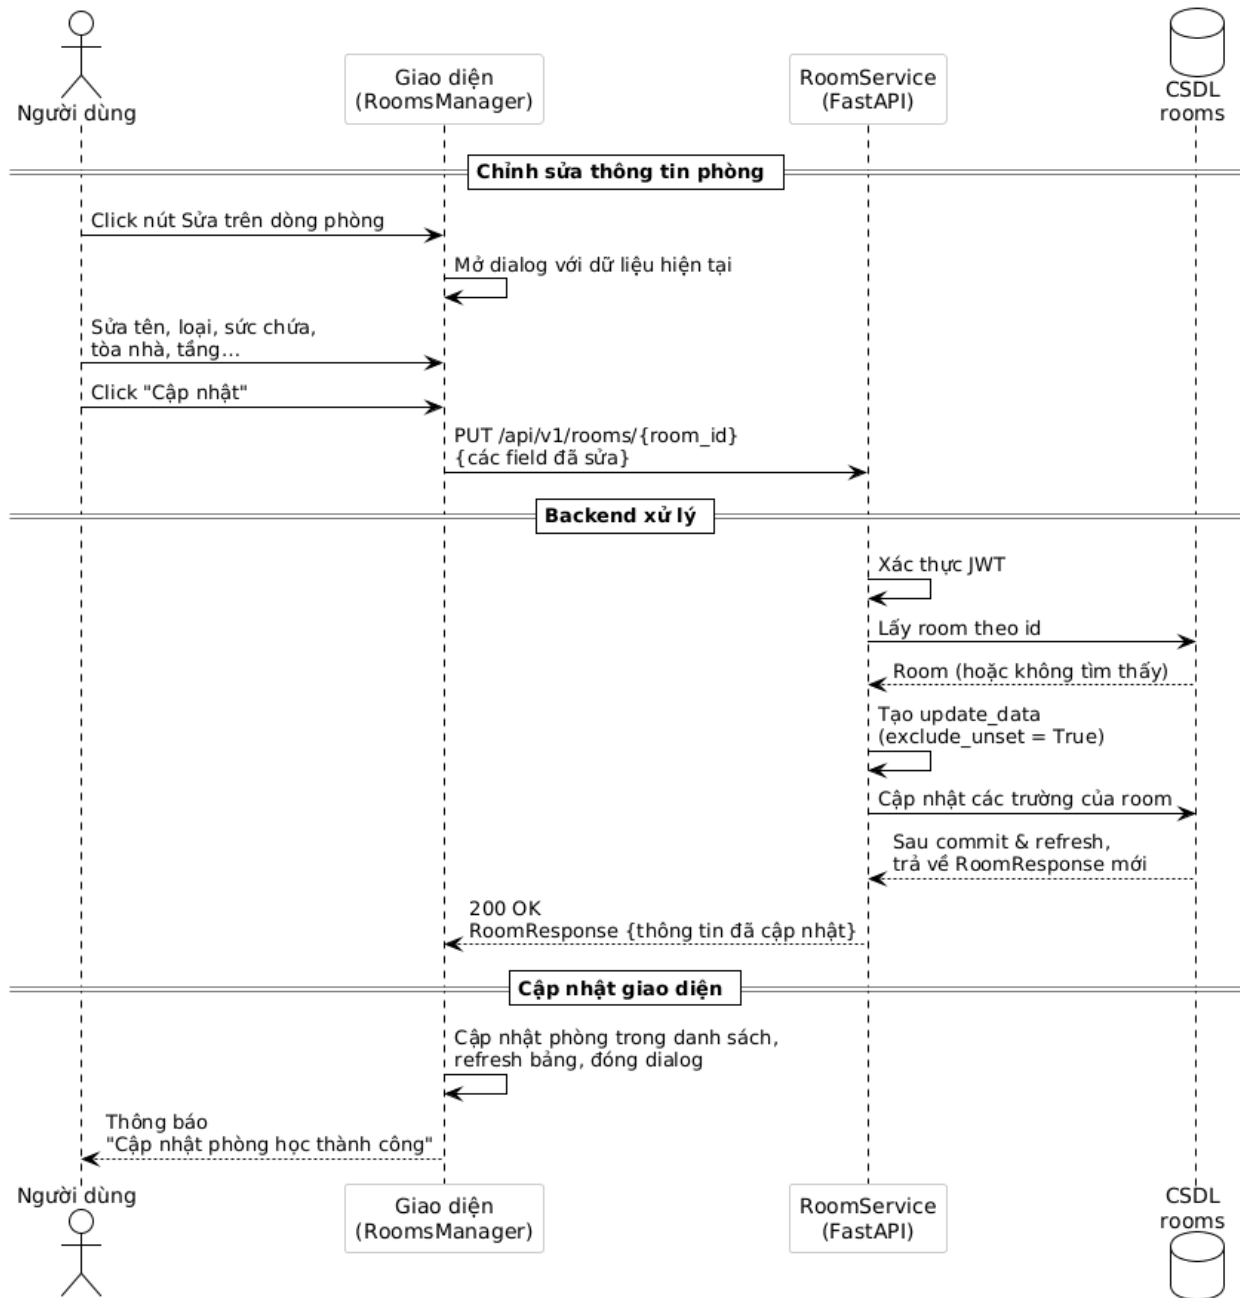 Người dùng
Giao diện
(RoomsManager)
RoomService
(FastAPI)
CSDL
rooms
Chỉnh sửa thông tin phòng
Click nút Sửa trên dòng phòng
Mở dialog với dữ liệu hiện tại
Sửa tên, loại, sức chứa,
tòa nhà, tầng...
Click "Cập nhật"
PUT /api/v1/rooms/{room_id}
{các field đã sửa}
Backend xử lý
Xác thực JWT
Lấy room theo id
Room (hoặc không tìm thấy)
Tạo update_data
(exclude_unset = True)
Cập nhật các trường của room
Sau commit & refresh,
trả về RoomResponse mới
200 OK
RoomResponse {thông tin đã cập nhật}
Cập nhật giao diện
Cập nhật phòng trong danh sách,
refresh bảng, đóng dialog
Thông báo
"Cập nhật phòng học thành công"
Người dùng
Giao diện
(RoomsManager)
RoomService
(FastAPI)
CSDL
rooms